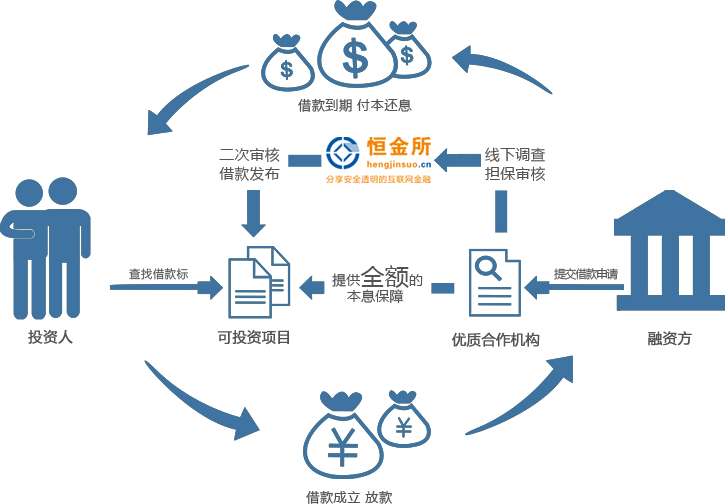 $
$
$
借款到期 付本还息
二次审核
借款发布
恒金所
hengjinsuo.cn
分享安全透明的互联网金融
线下调查
担保审核
查找借款标
提供全额的
本息保障
提交借款申请
投资人
可投资项目
优质合作机构
融资方
¥
¥
借款成立 放款